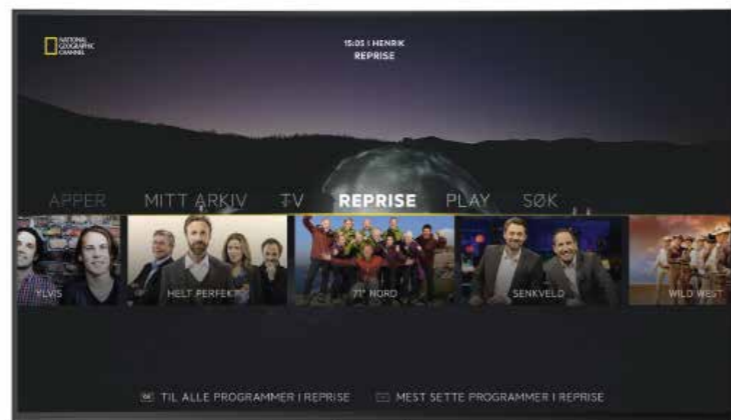 NATIONAL
GEOGRAPHIC
CHANNEL
15:05 | HENRIK
REPRISE
APPER MITT ARKIV TV REPRISE PLAY SØK
YLVIS HELT PERFEKT 71° NORD SENKVELD WILD WEST
OK TIL ALLE PROGRAMMER I REPRISE MEST SETTE PROGRAMMER I REPRISE